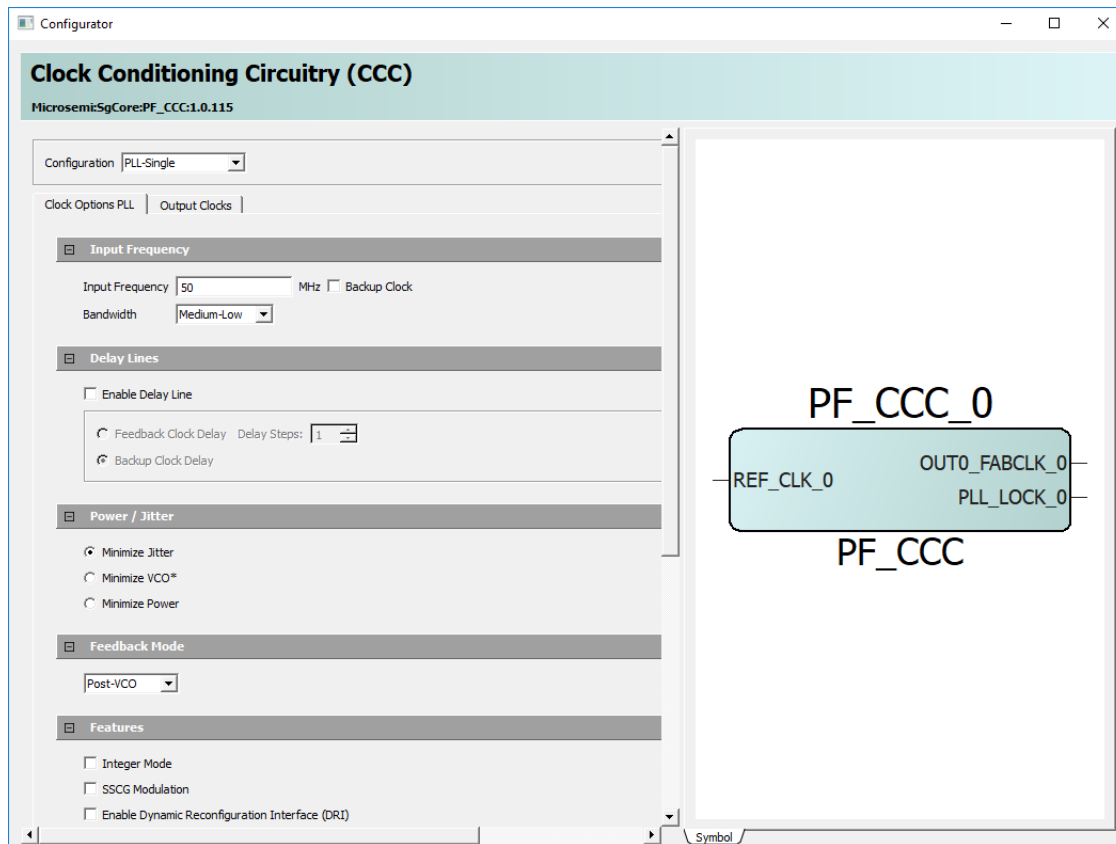 Configurator
Clock Conditioning Circuitry (CCC)
Microsemi:SgCore:PF_CCC:1.0.115
Configuration PLL-Single
Clock Options PLL Output Clocks
Input Frequency
Input Frequency 50 MHz Backup Clock
Bandwidth Medium-Low
Delay Lines
Enable Delay Line
Feedback Clock Delay Delay Steps: 1
Backup Clock Delay
Power / Jitter
Minimize Jitter
Minimize VCO*
Minimize Power
Feedback Mode
Post-VCO
Features
Integer Mode
SSCG Modulation
Enable Dynamic Reconfiguration Interface (DRI)
PF_CCC_0
REF_CLK_0
OUT0_FABCLK_0
PLL_LOCK_0
PF_CCC
Symbol